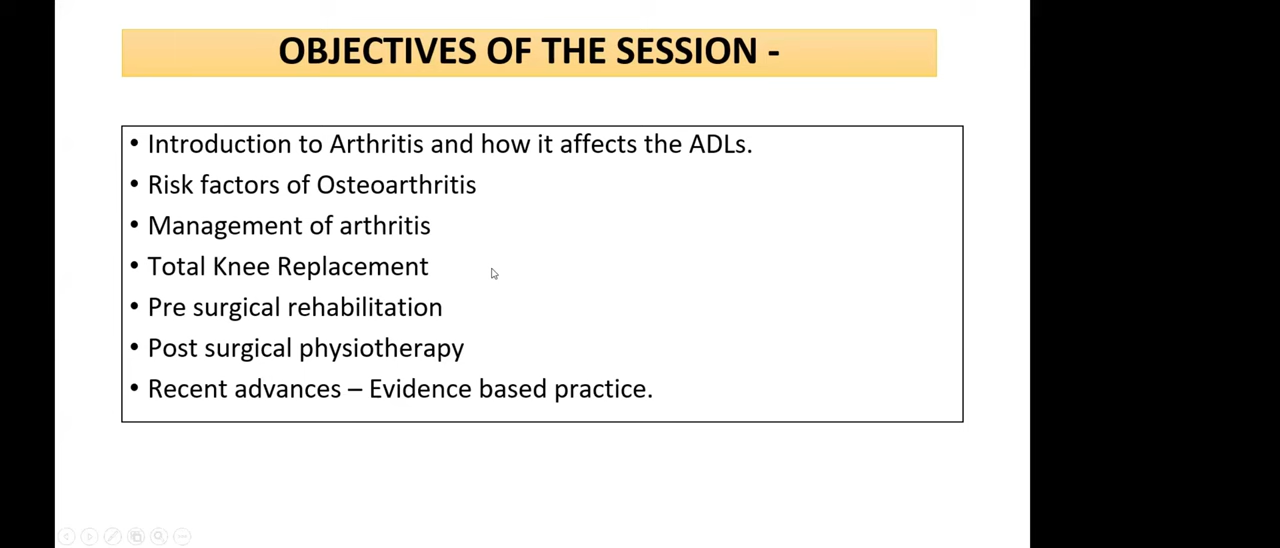 OBJECTIVES OF THE SESSION -
• Introduction to Arthritis and how it affects the ADLs.
• Risk factors of Osteoarthritis
• Management of arthritis
• Total Knee Replacement
• Pre surgical rehabilitation
• Post surgical physiotherapy
• Recent advances – Evidence based practice.